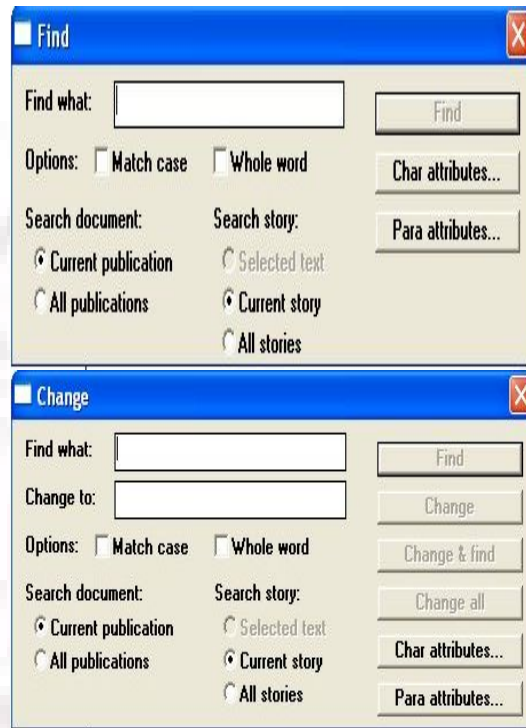 Find
Find what:
Find
Options: Match case Whole word
Char attributes...
Search document: Search story:
Para attributes...
Current publication Selected text
All publications Current story
All stories
Change
Find what:
Find
Change to:
Change
Options: Match case Whole word
Change & find
Search document: Search story:
Change all
Current publication Selected text
All publications Current story
Char attributes...
All stories
Para attributes...